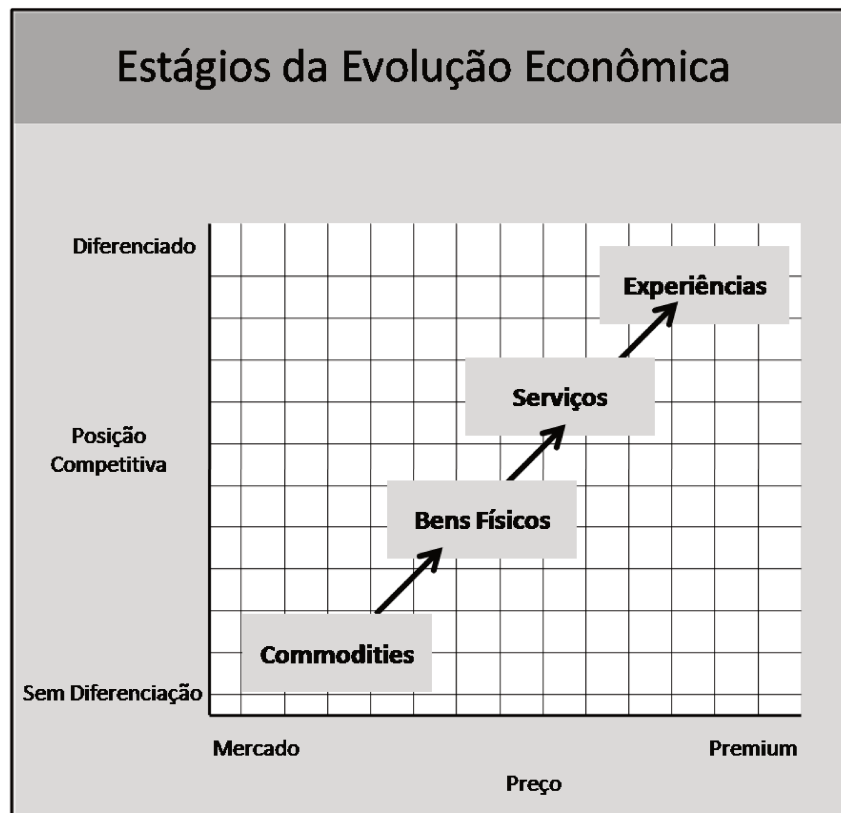 Estágios da Evolução Econômica
Diferenciado
Experiências
Serviços
Posição
Competitiva
Bens Físicos
Commodities
Sem Diferenciação
Mercado
Premium
Preço